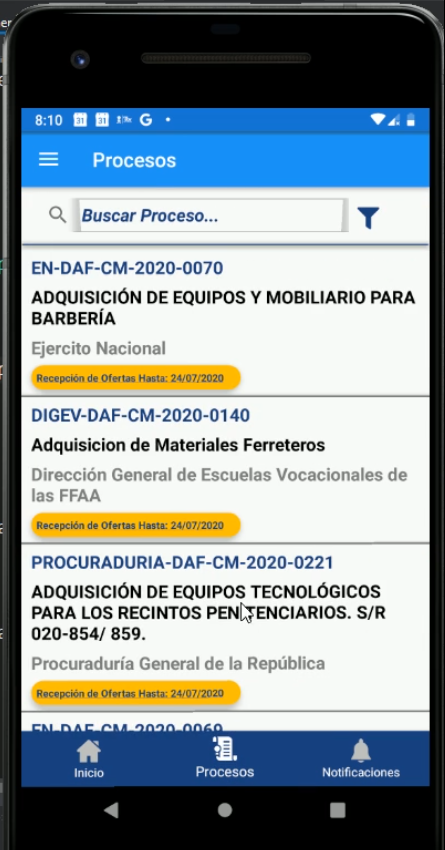 8:10 31 31 G
Procesos
Buscar Proceso...
EN-DAF-CM-2020-0070
ADQUISICIÓN DE EQUIPOS Y MOBILIARIO PARA
BARBERÍA
Ejercito Nacional
Recepción de Ofertas Hasta: 24/07/2020
DIGEV-DAF-CM-2020-0140
Adquisicion de Materiales Ferreteros
Dirección General de Escuelas Vocacionales de
las FFAA
Recepción de Ofertas Hasta: 24/07/2020
PROCURADURIA-DAF-CM-2020-0221
ADQUISICIÓN DE EQUIPOS TECNOLÓGICOS
PARA LOS RECINTOS PENITENCIARIOS. S/R
020-854/ 859.
Procuraduría General de la República
Recepción de Ofertas Hasta: 24/07/2020
EN-DAF-CM-2020-0069
Inicio
Procesos
Notificaciones